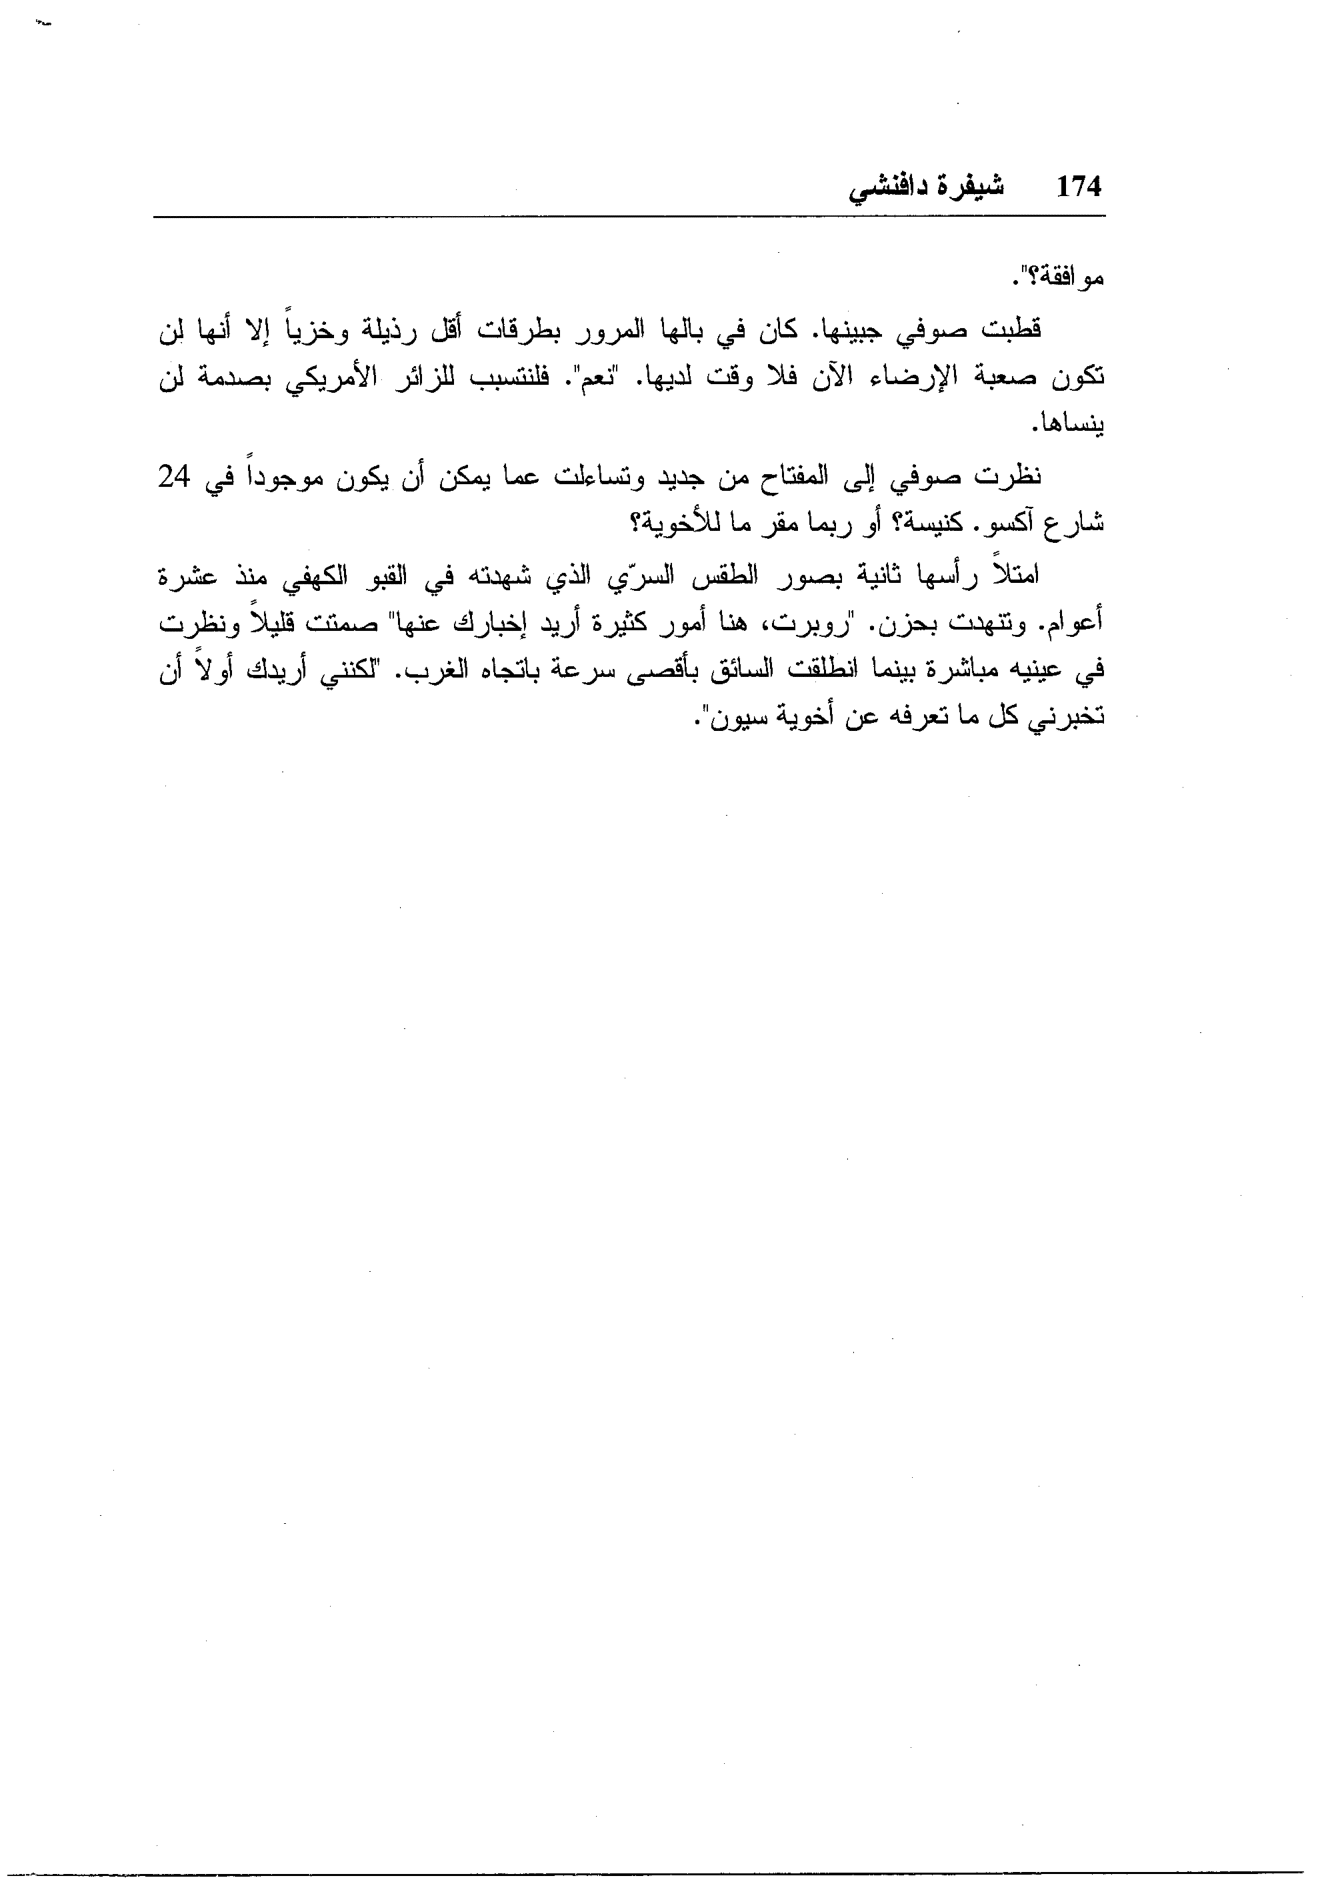 174 شيفرة دافنشي
موافقة؟".
قطبت صوفي جبينها. كان في بالها المرور بطرقات أقل رذيلة وخزياً إلا أنها لن
تكون صعبة الإرضاء الآن فلا وقت لديها. "نعم". فلنتسبب للزائر الأمريكي بصدمة لن
ينساها.
نظرت صوفي إلى المفتاح من جديد وتساءلت عما يمكن أن يكون موجوداً في 24
شارع آكسو. كنيسة؟ أو ربما مقر ما للأخوية؟
امتلاً رأسها ثانية بصور الطقس السرّي الذي شهدته في القبو الكهفي منذ عشرة
أعوام. وتنهدت بحزن. "روبرت، هنا أمور كثيرة أريد إخبارك عنها" صمتت قليلاً ونظرت
في عينيه مباشرة بينما انطلقت السائق بأقصى سرعة باتجاه الغرب. "لكنني أريدك أولاً أن
تخبرني كل ما تعرفه عن أخوية سيون".